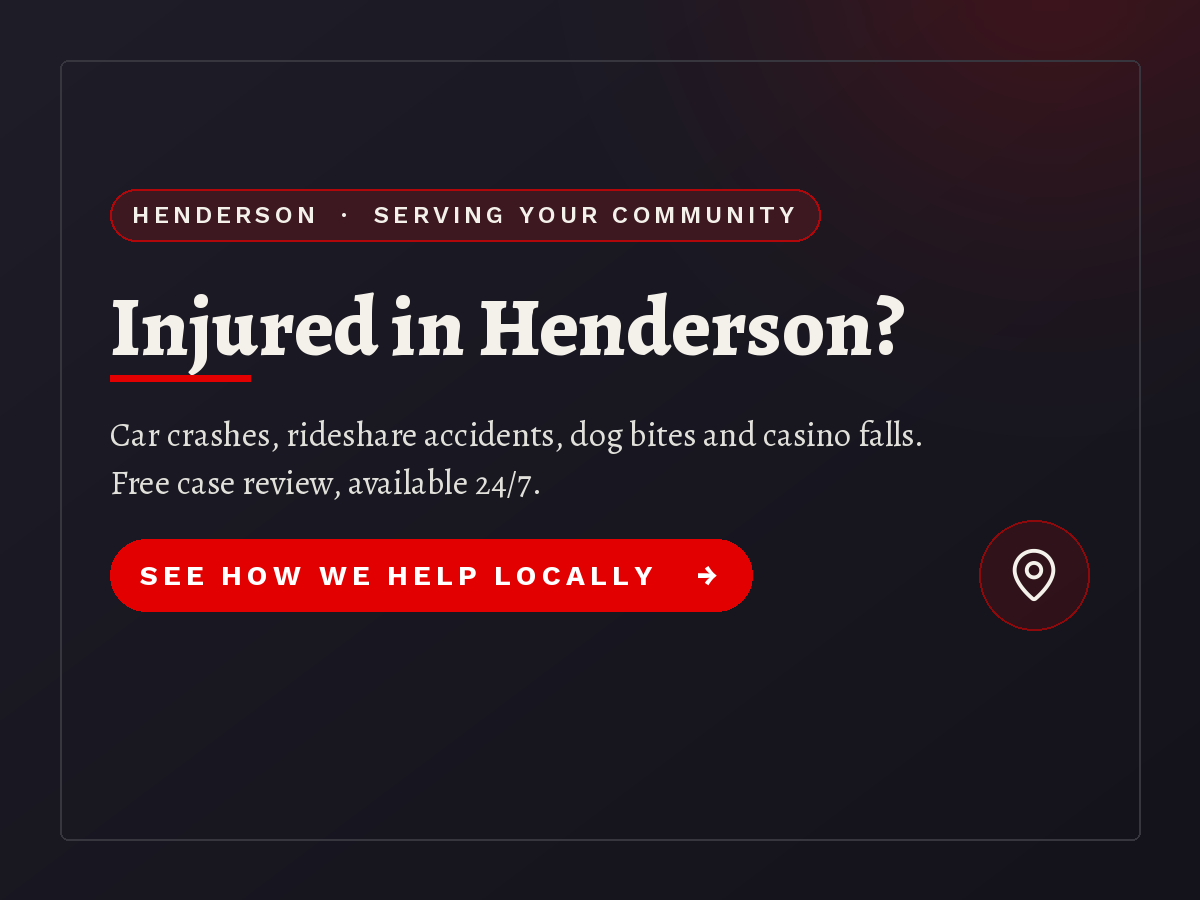 HENDERSON · SERVING YOUR COMMUNITY
Injured in Henderson?
Car crashes, rideshare accidents, dog bites and casino falls.
Free case review, available 24/7.
SEE HOW WE HELP LOCALLY →